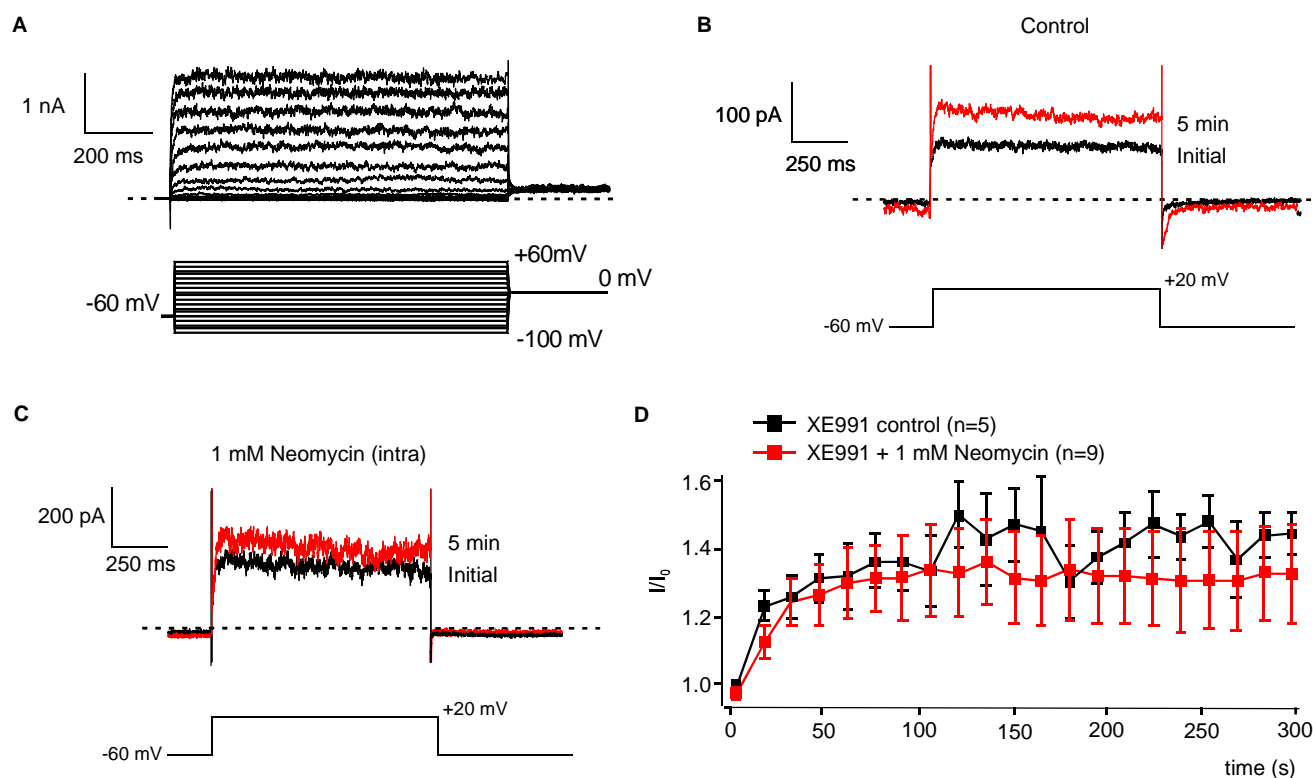 A
1 nA
200 ms
+60mV
0 mV
-60 mV
-100 mV
B
Control
100 pA
250 ms
5 min
Initial
+20 mV
-60 mV
C
1 mM Neomycin (intra)
200 pA
250 ms
5 min
Initial
+20 mV
-60 mV
D
XE991 control (n=5)
XE991 + 1 mM Neomycin (n=9)
1.6
1.4
1.2
1.0
I/I0
0 50 100 150 200 250 300
time (s)